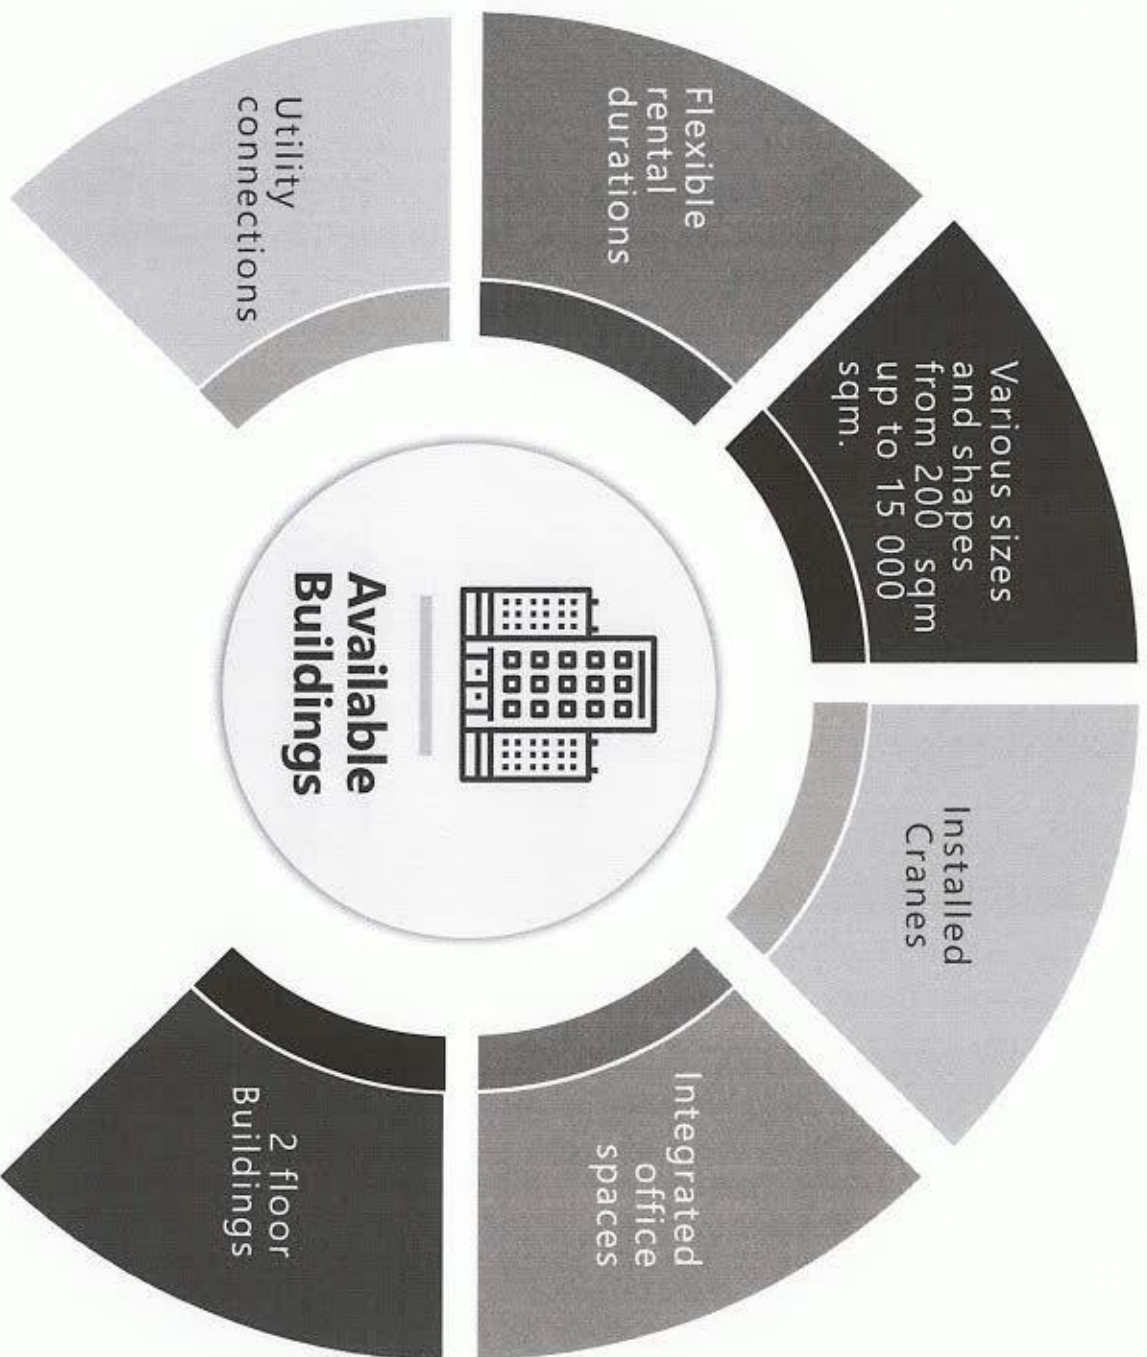 Utility
connections
Flexible
rental
durations
Various sizes
and shapes
from 200 sqm
up to 15 000
sqm.
Installed
Cranes
Integrated
office
spaces
2 floor
Buildings
Available
Buildings